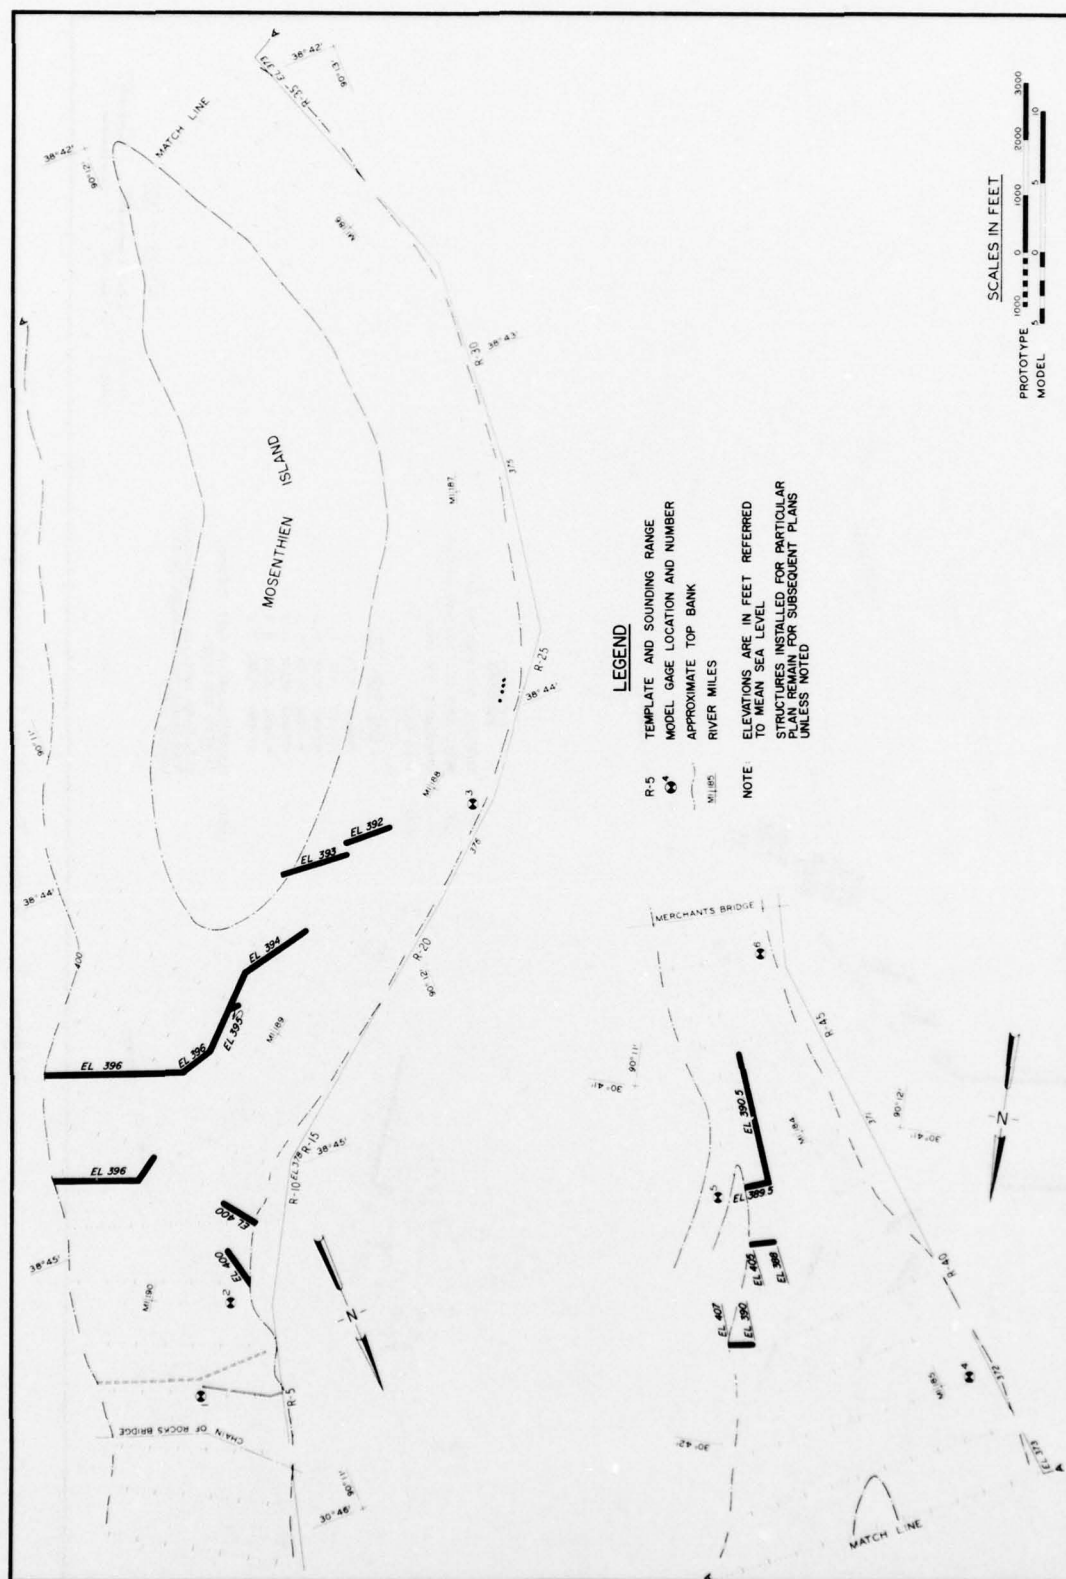 A
38°42'
90°13'
R-35 EL 373
MATCH LINE
38°42'
90°12'
MI 186
A
R-30
38°43'
MOSENTHIEN ISLAND
MI 187
375
R-25
38°44'
90°11'
MI 188
3
376
EL 392
EL 393
38°44'
400
EL 394
R-20
90°12'
EL 395
EL 396
MI 189
EL 396
EL 396
R-15
38°45'
R-10 EL 378
EL 400
EL 400
38°45'
MI 190
2
N
1
R-5
CHAIN OF ROCKS BRIDGE
90°11'
30°46'
SCALES IN FEET
PROTOTYPE 1000 0 1000 2000 3000
MODEL 5 0 5 10
LEGEND
R-5 TEMPLATE AND SOUNDING RANGE
4 MODEL GAGE LOCATION AND NUMBER
APPROXIMATE TOP BANK
MI 185 RIVER MILES
NOTE: ELEVATIONS ARE IN FEET REFERRED
TO MEAN SEA LEVEL
STRUCTURES INSTALLED FOR PARTICULAR
PLAN REMAIN FOR SUBSEQUENT PLANS
UNLESS NOTED
MERCHANTS BRIDGE
6
R-45
90°11'
30°41'
EL 390 5
MI 184
371
90°12'
30°41'
5
EL 389 5
N
EL 405
EL 388
R-40
EL 407
EL 390
MI 185
4
372
30°42'
EL 373
A
MATCH LINE
A